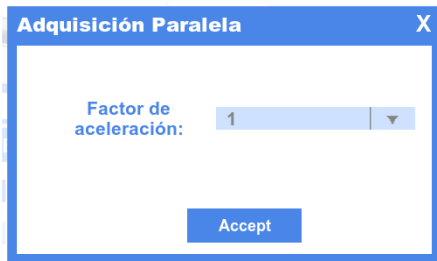 Adquisición Paralela X
Factor de
aceleración:
1
Accept